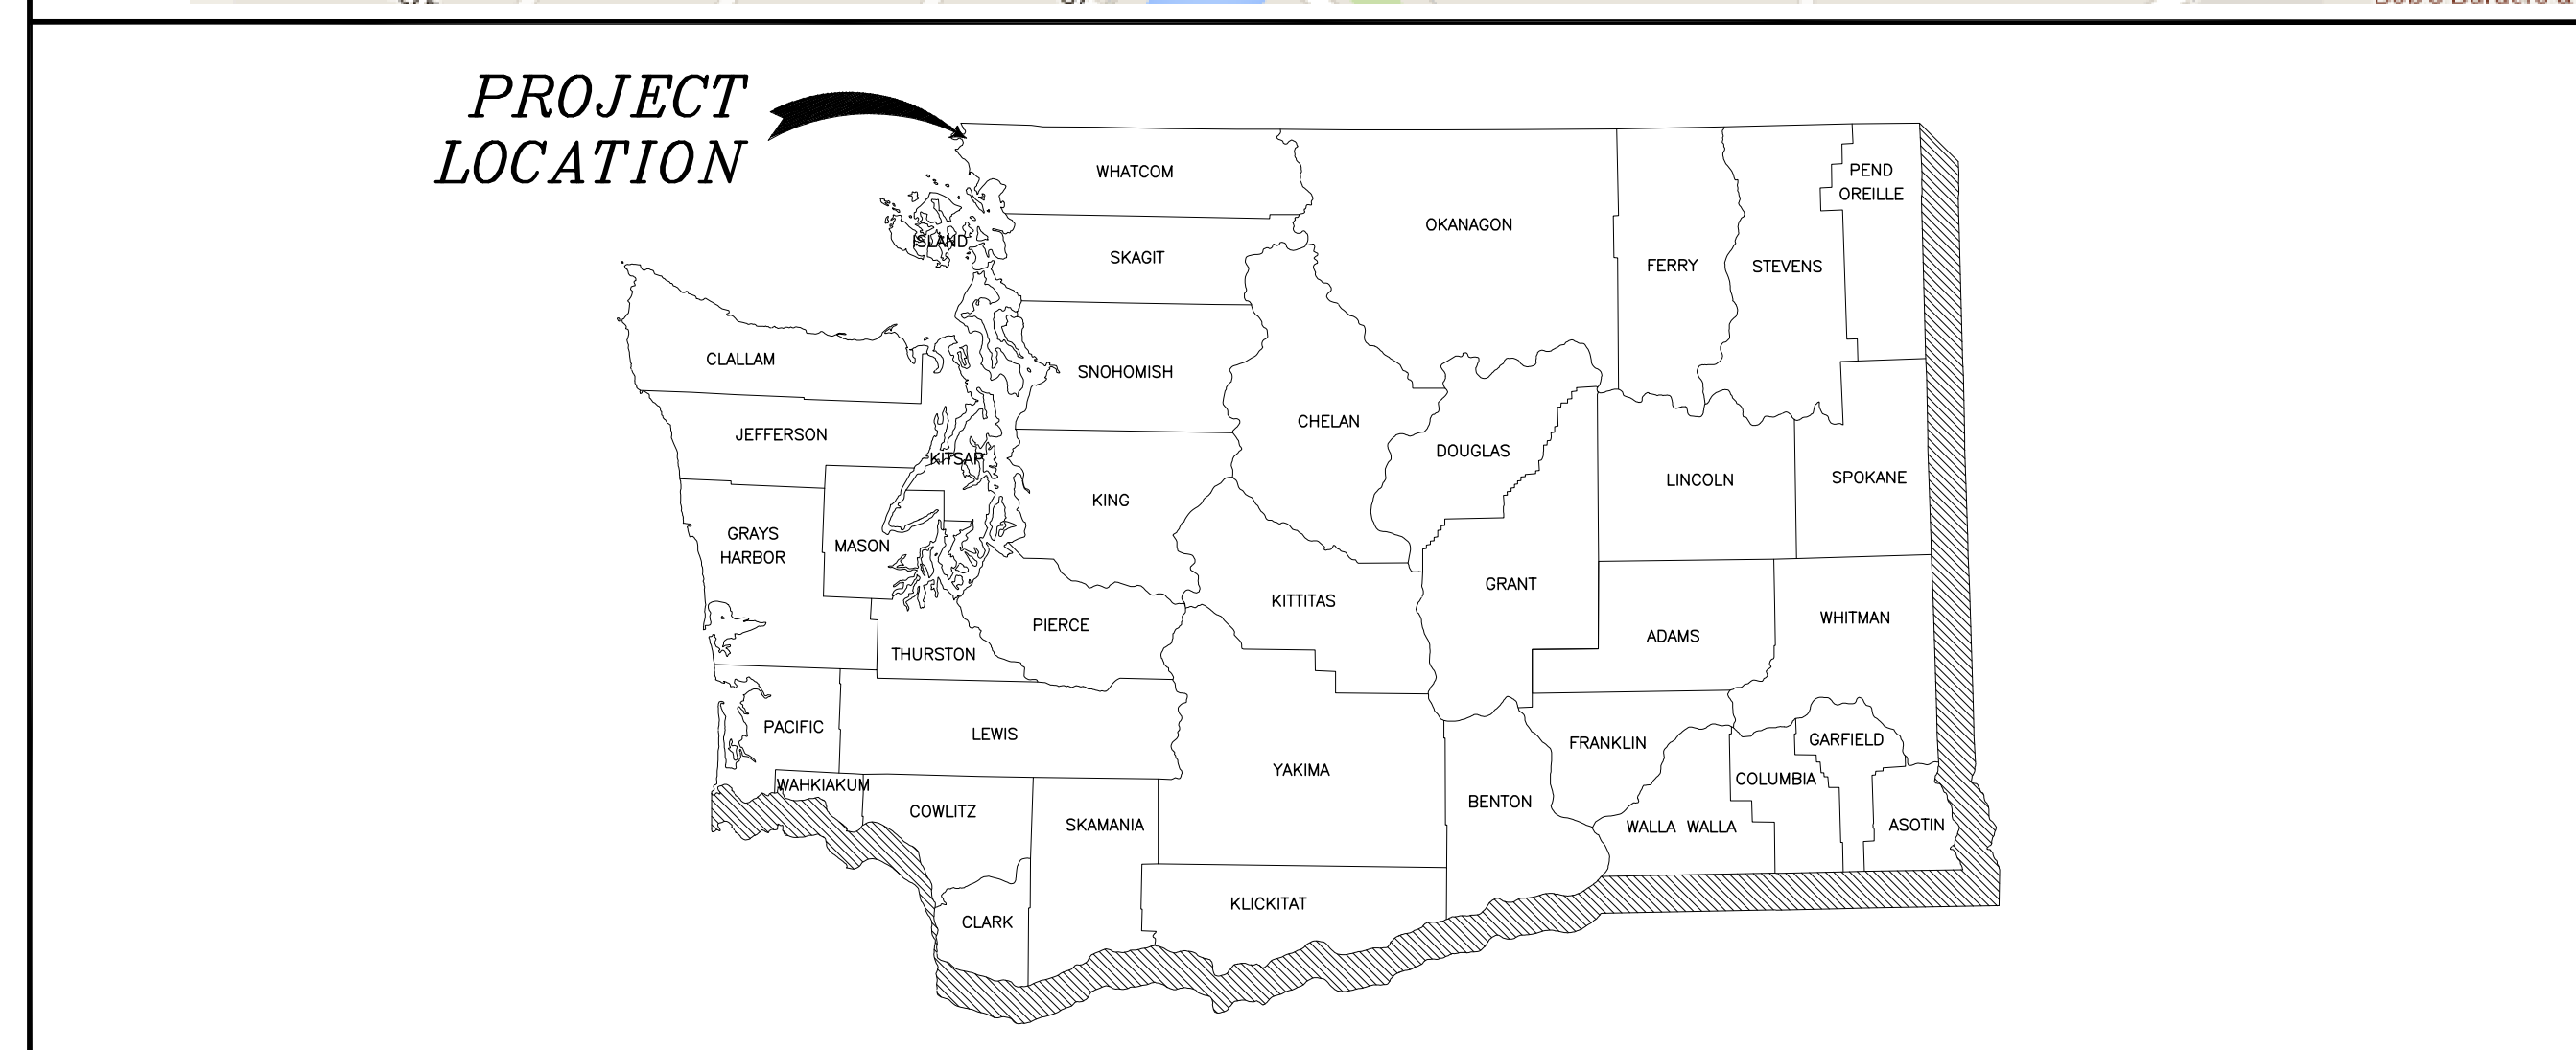 PROJECT
LOCATION
WHATCOM
PEND
OREILLE
OKANAGON
ISLAND
SKAGIT
FERRY
STEVENS
CLALLAM
SNOHOMISH
CHELAN
JEFFERSON
DOUGLAS
KITSAP
LINCOLN
SPOKANE
KING
GRAYS
HARBOR
MASON
GRANT
KITTITAS
WHITMAN
PIERCE
ADAMS
THURSTON
PACIFIC
LEWIS
FRANKLIN
GARFIELD
YAKIMA
COLUMBIA
WAHKIAKUM
BENTON
COWLITZ
SKAMANIA
WALLA WALLA
ASOTIN
KLICKITAT
CLARK